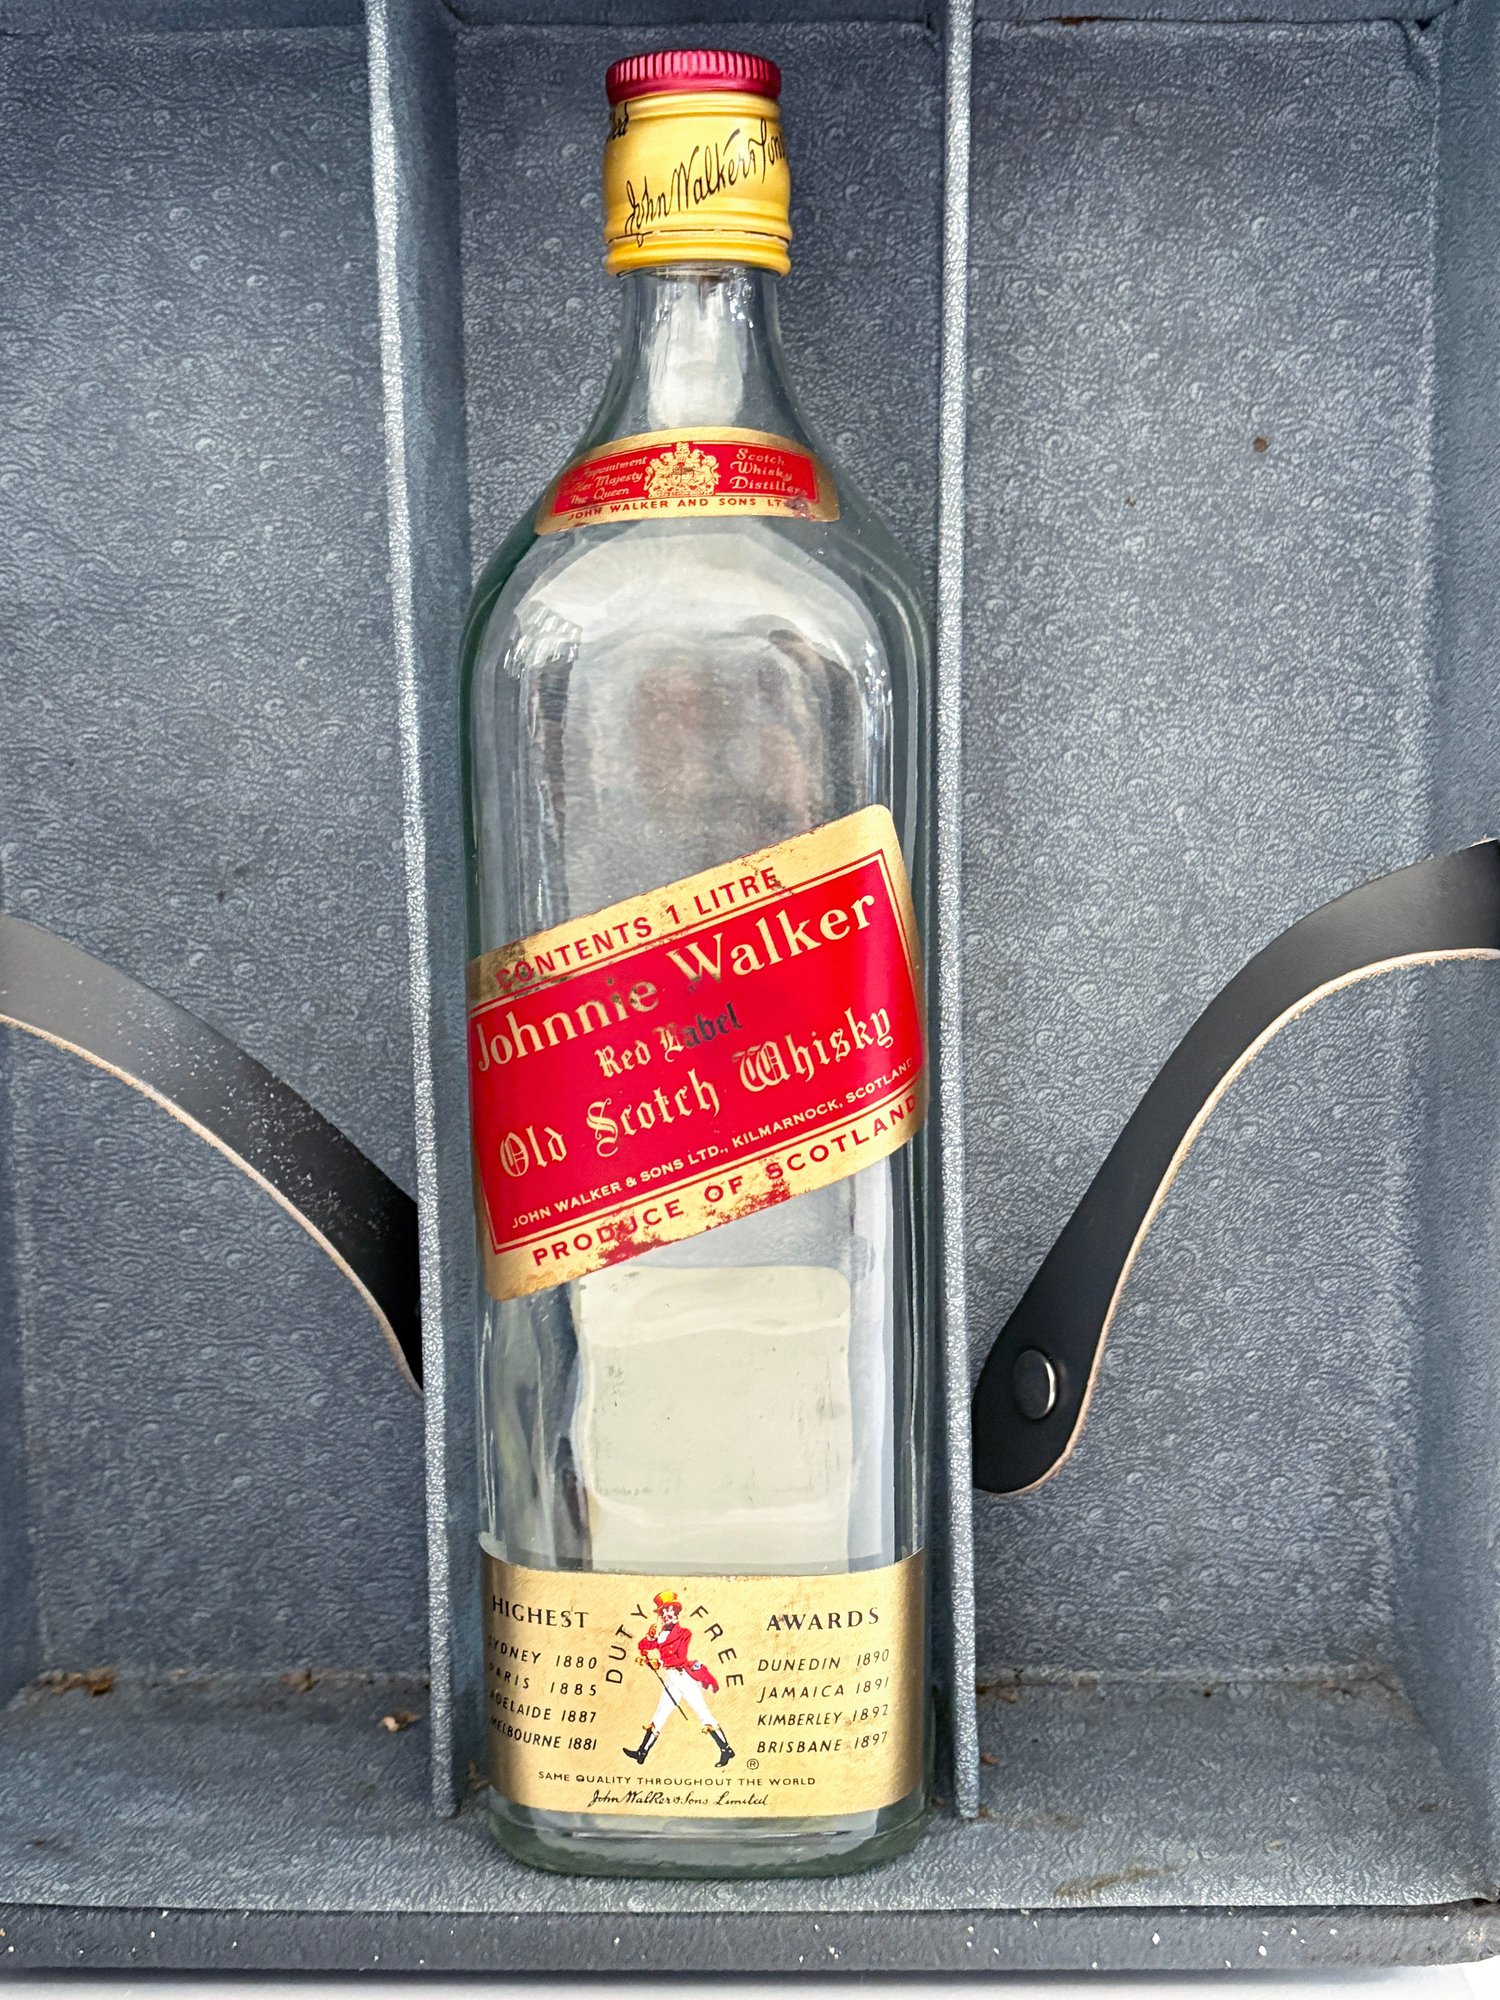 John Walker & Sons
Appointment
Her Majesty
The Queen
Scotch
Whisky
Distillers
JOHN WALKER AND SONS
CONTENTS 1 LITRE
Johnnie Walker
Red Label
Old Scotch Whisky
JOHN WALKER & SONS LTD., KILMARNOCK, SCOTLAND
PRODUCE OF SCOTLAND
HIGHEST
SYDNEY 1880
PARIS 1885
ADELAIDE 1887
MELBOURNE 1881
DUTY FREE
AWARDS
DUNEDIN 1890
JAMAICA 1891
KIMBERLEY 1892
BRISBANE 1897
®
SAME QUALITY THROUGHOUT THE WORLD
John Walker & Sons Limited.